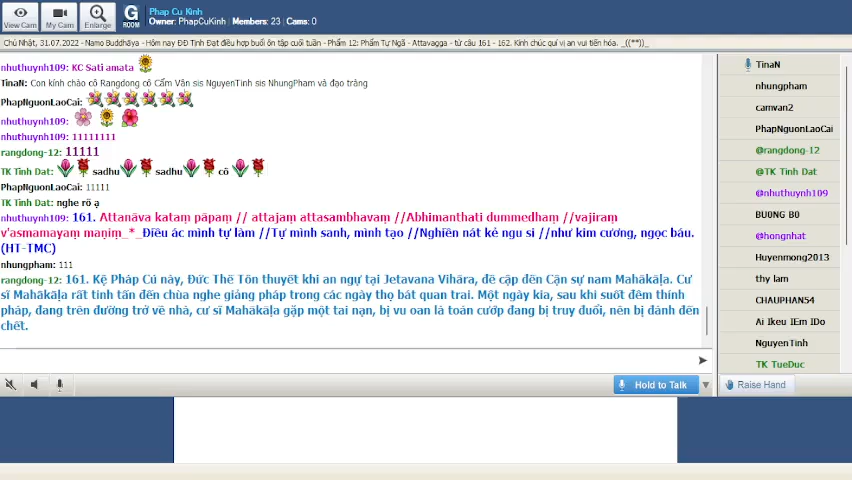 Phap Cu Kinh
Owner: PhapCuKinh | Members: 23 | Cams: 0
View Cam
My Cam
Enlarge
G
ROOM
Chủ Nhật, 31.07.2022 - Namo Buddhāya - Hôm nay ĐĐ Tịnh Đạt điều hợp buổi ôn tập cuối tuần - Phẩm 12: Phẩm Tự Ngã - Attavagga - từ câu 161 - 162. Kính chúc quí vị an vui tiến hóa. _((**))_
nhuthuynh109: KC Sati amata
TinaN: Con kính chào cô Rangdong cô Cẩm Vân sis NguyenTinh sis NhungPham và đạo tràng
PhapNguonLaoCai:
nhuthuynh109:
nhuthuynh109: 11111111
rangdong-12: 11111
TK Tinh Dat: sadhu sadhu cô
PhapNguonLaoCai: 11111
TK Tinh Dat: nghe rõ ạ
nhuthuynh109: 161. Attanāva kataṃ pāpaṃ // attajaṃ attasambhavaṃ //Abhimanthati dummedhaṃ //vajiraṃ
v'asmamayaṃ maṇiṃ_*_Điều ác mình tự làm //Tự mình sanh, mình tạo //Nghiền nát kẻ ngu si //như kim cương, ngọc báu.
(HT-TMC)
nhungpham: 111
rangdong-12: 161. Kệ Pháp Cú này, Đức Thế Tôn thuyết khi an ngự tại Jetavana Vihāra, đề cập đến Cận sự nam Mahākāḷa. Cư
sĩ Mahākāḷa rất tinh tấn đến chùa nghe giảng pháp trong các ngày thọ bát quan trai. Một ngày kia, sau khi suốt đêm thính
pháp, đang trên đường trở về nhà, cư sĩ Mahākāḷa gặp một tai nạn, bị vu oan là toán cướp đang bị truy đuổi, nên bị đánh đến
chết.
TinaN
nhungpham
camvan2
PhapNguonLaoCai
@rangdong-12
@TK Tinh Dat
@nhuthuynh109
BU0NG B0
@hongnhat
Huyenmong2013
thy lam
CHAUPHAN54
Ai Ikeu IEm IDo
NguyenTinh
TK TueDuc
Hold to Talk
Raise Hand